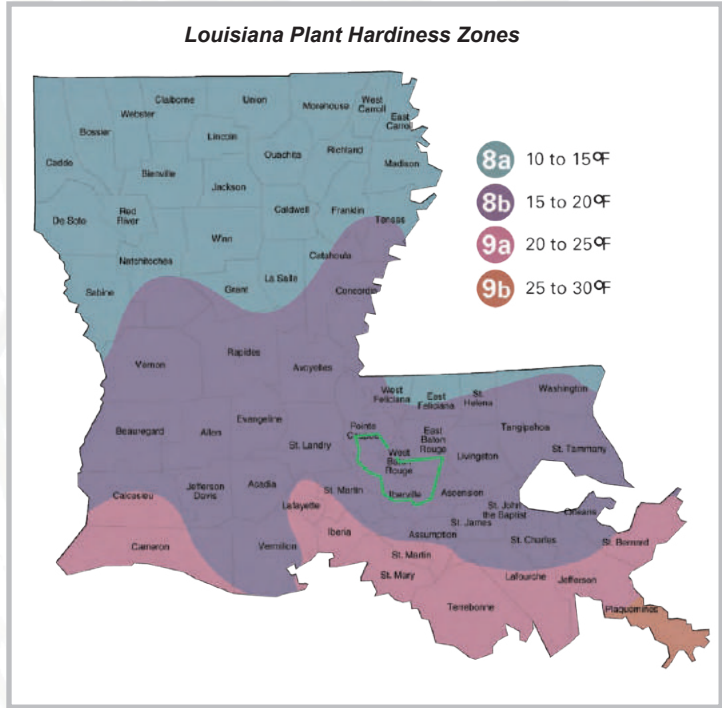 Louisiana Plant Hardiness Zones
Claiborne
Union
Morehouse
West
Carroll
East
Carrol
Webster
Bossier
Lincoln
Ouachita
Richland
Madison
Caddo
Bienville
Jackson
Caldwell
Franklin
Tensas
De Soto
Red
River
Winn
Natchitoches
Catahoula
La Salle
Grant
Sabine
Concordia
8a 10 to 15°F
8b 15 to 20°F
9a 20 to 25°F
9b 25 to 30°F
Vernon
Rapides
Avoyelles
West
Feliciana
East
Feliciana
St.
Helena
Washington
Beauregard
Allen
Evangeline
St. Landry
Pointe
Coupee
West
Baton
Rouge
East
Baton
Rouge
Livingston
Tangipahoa
St. Tammany
Calcasieu
Jefferson
Davis
Acadia
Lafayette
St. Martin
Iberville
Ascension
St. John
the Baptist
Orleans
St. James
Cameron
Vermilion
Iberia
Assumption
St. Charles
St. Bernard
St. Martin
St. Mary
Lafourche
Jefferson
Terrebonne
Plaquemines